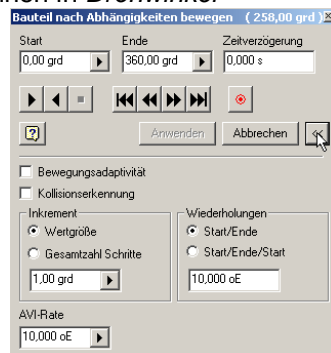 Drehwinkel
Bauteil nach Abhängigkeiten bewegen ( 258,00 grd )
Start Ende Zeitverzögerung
0,00 grd 360,00 grd 0,000 s
Anwenden Abbrechen <<
Bewegungsadaptivität
Kollisionserkennung
Inkrement Wiederholungen
Wertgröße Start/Ende
Gesamtzahl Schritte Start/Ende/Start
1,00 grd 10,000 oE
AVI-Rate
10,000 oE